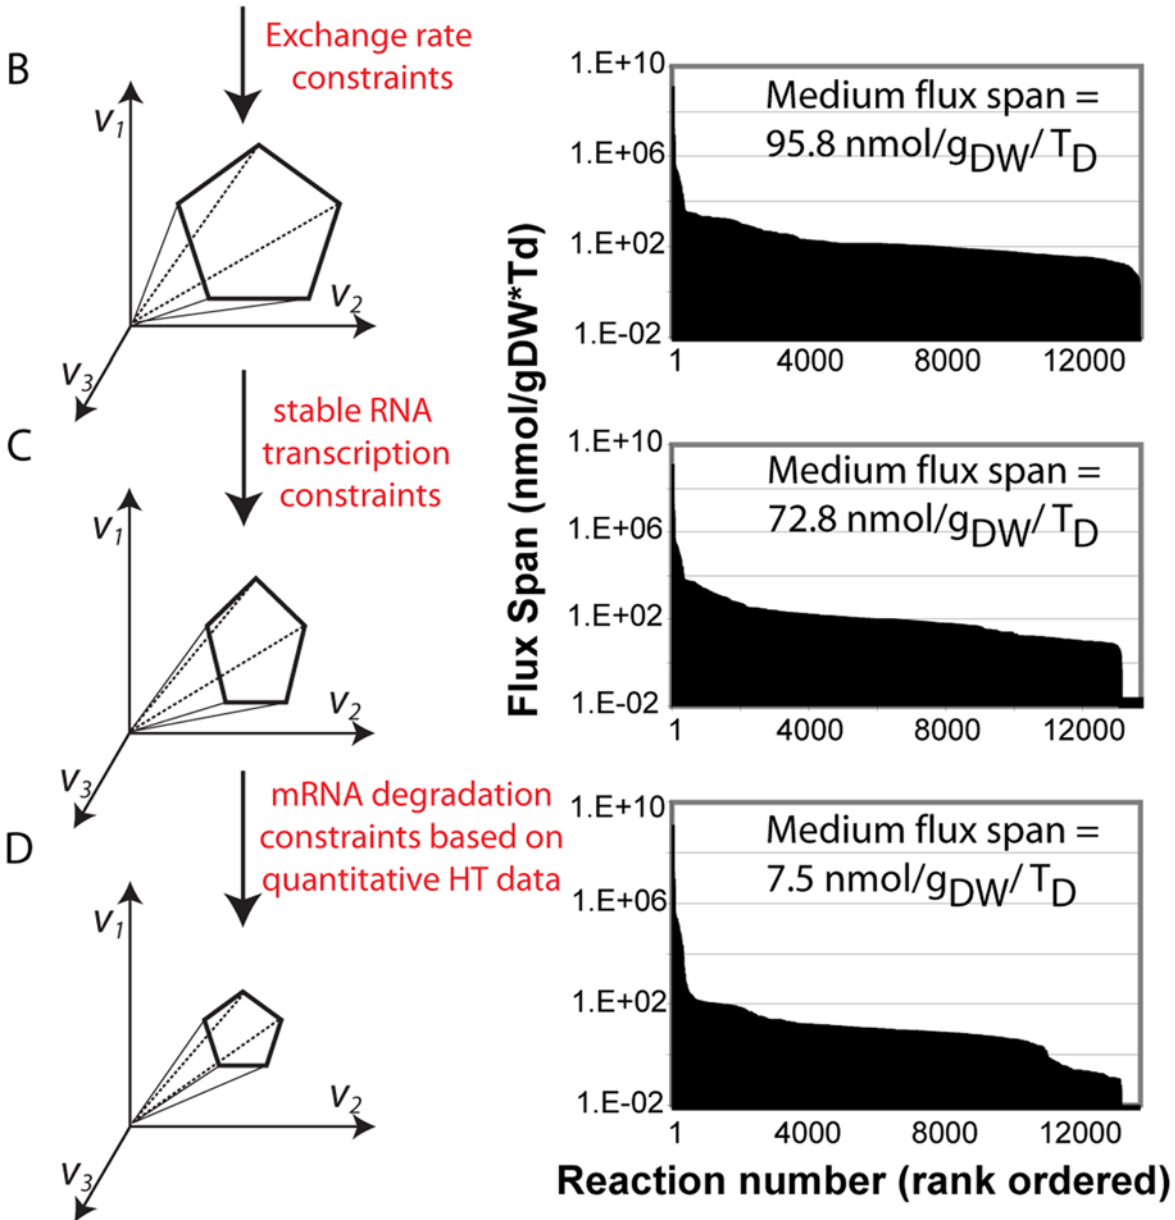 Exchange rate
constraints
B
V1
V2
V3
1.E+10
1.E+06
1.E+02
1.E-02
Medium flux span =
95.8 nmol/gDW/TD
1 4000 8000 12000
stable RNA
transcription
constraints
C
V1
V2
V3
1.E+10
1.E+06
1.E+02
1.E-02
Medium flux span =
72.8 nmol/gDW/TD
1 4000 8000 12000
mRNA degradation
constraints based on
quantitative HT data
D
V1
V2
V3
1.E+10
1.E+06
1.E+02
1.E-02
Medium flux span =
7.5 nmol/gDW/TD
1 4000 8000 12000
Flux Span (nmol/gDW*Td)
Reaction number (rank ordered)